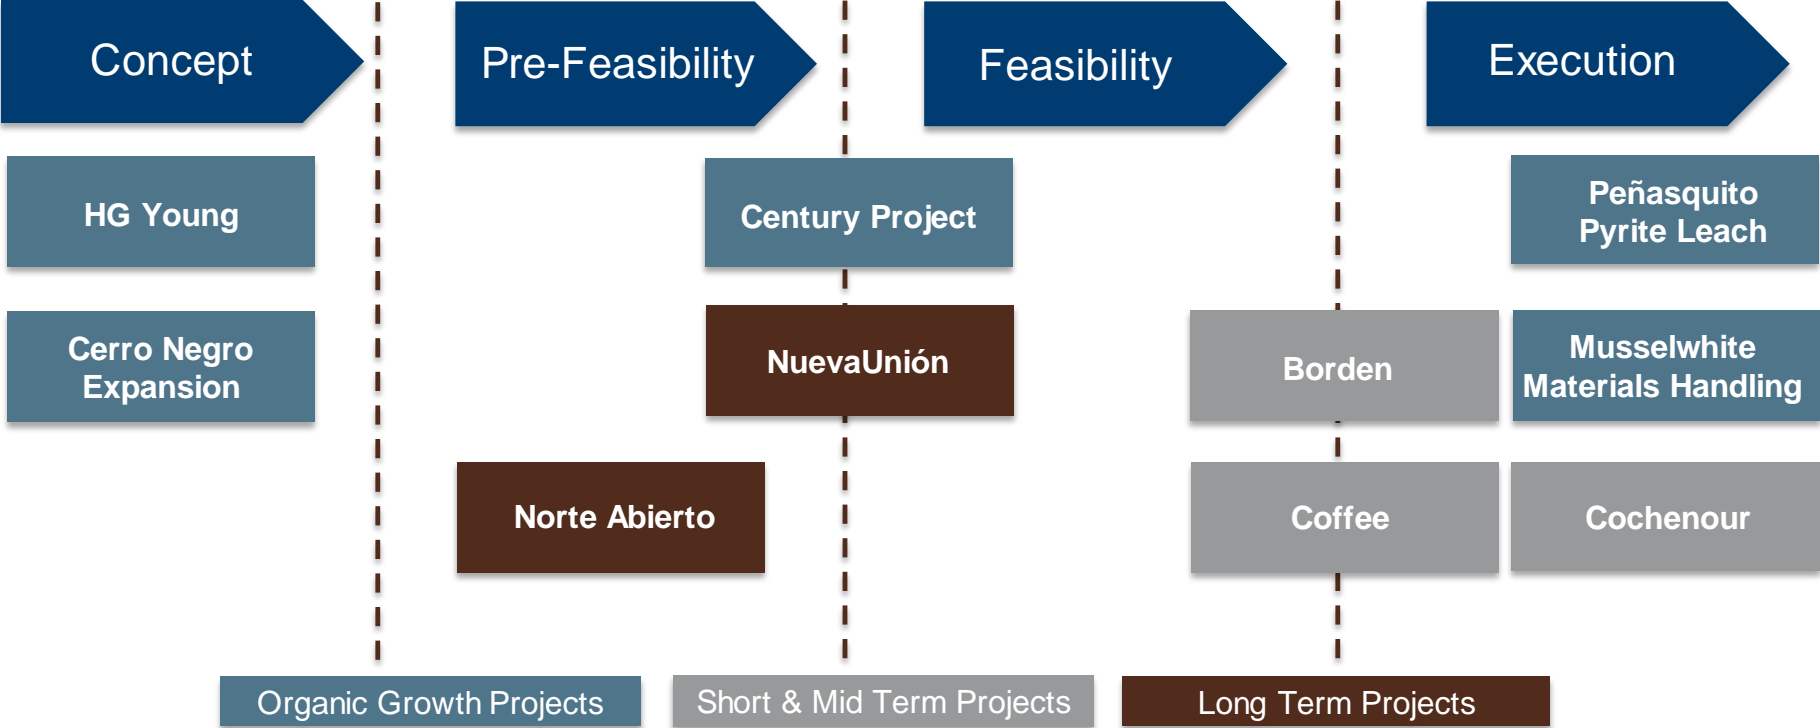 Concept
Pre-Feasibility
Feasibility
Execution
HG Young
Century Project
Peñasquito
Pyrite Leach
Cerro Negro
Expansion
NuevaUnión
Borden
Musselwhite
Materials Handling
Norte Abierto
Coffee
Cochenour
Organic Growth Projects
Short & Mid Term Projects
Long Term Projects